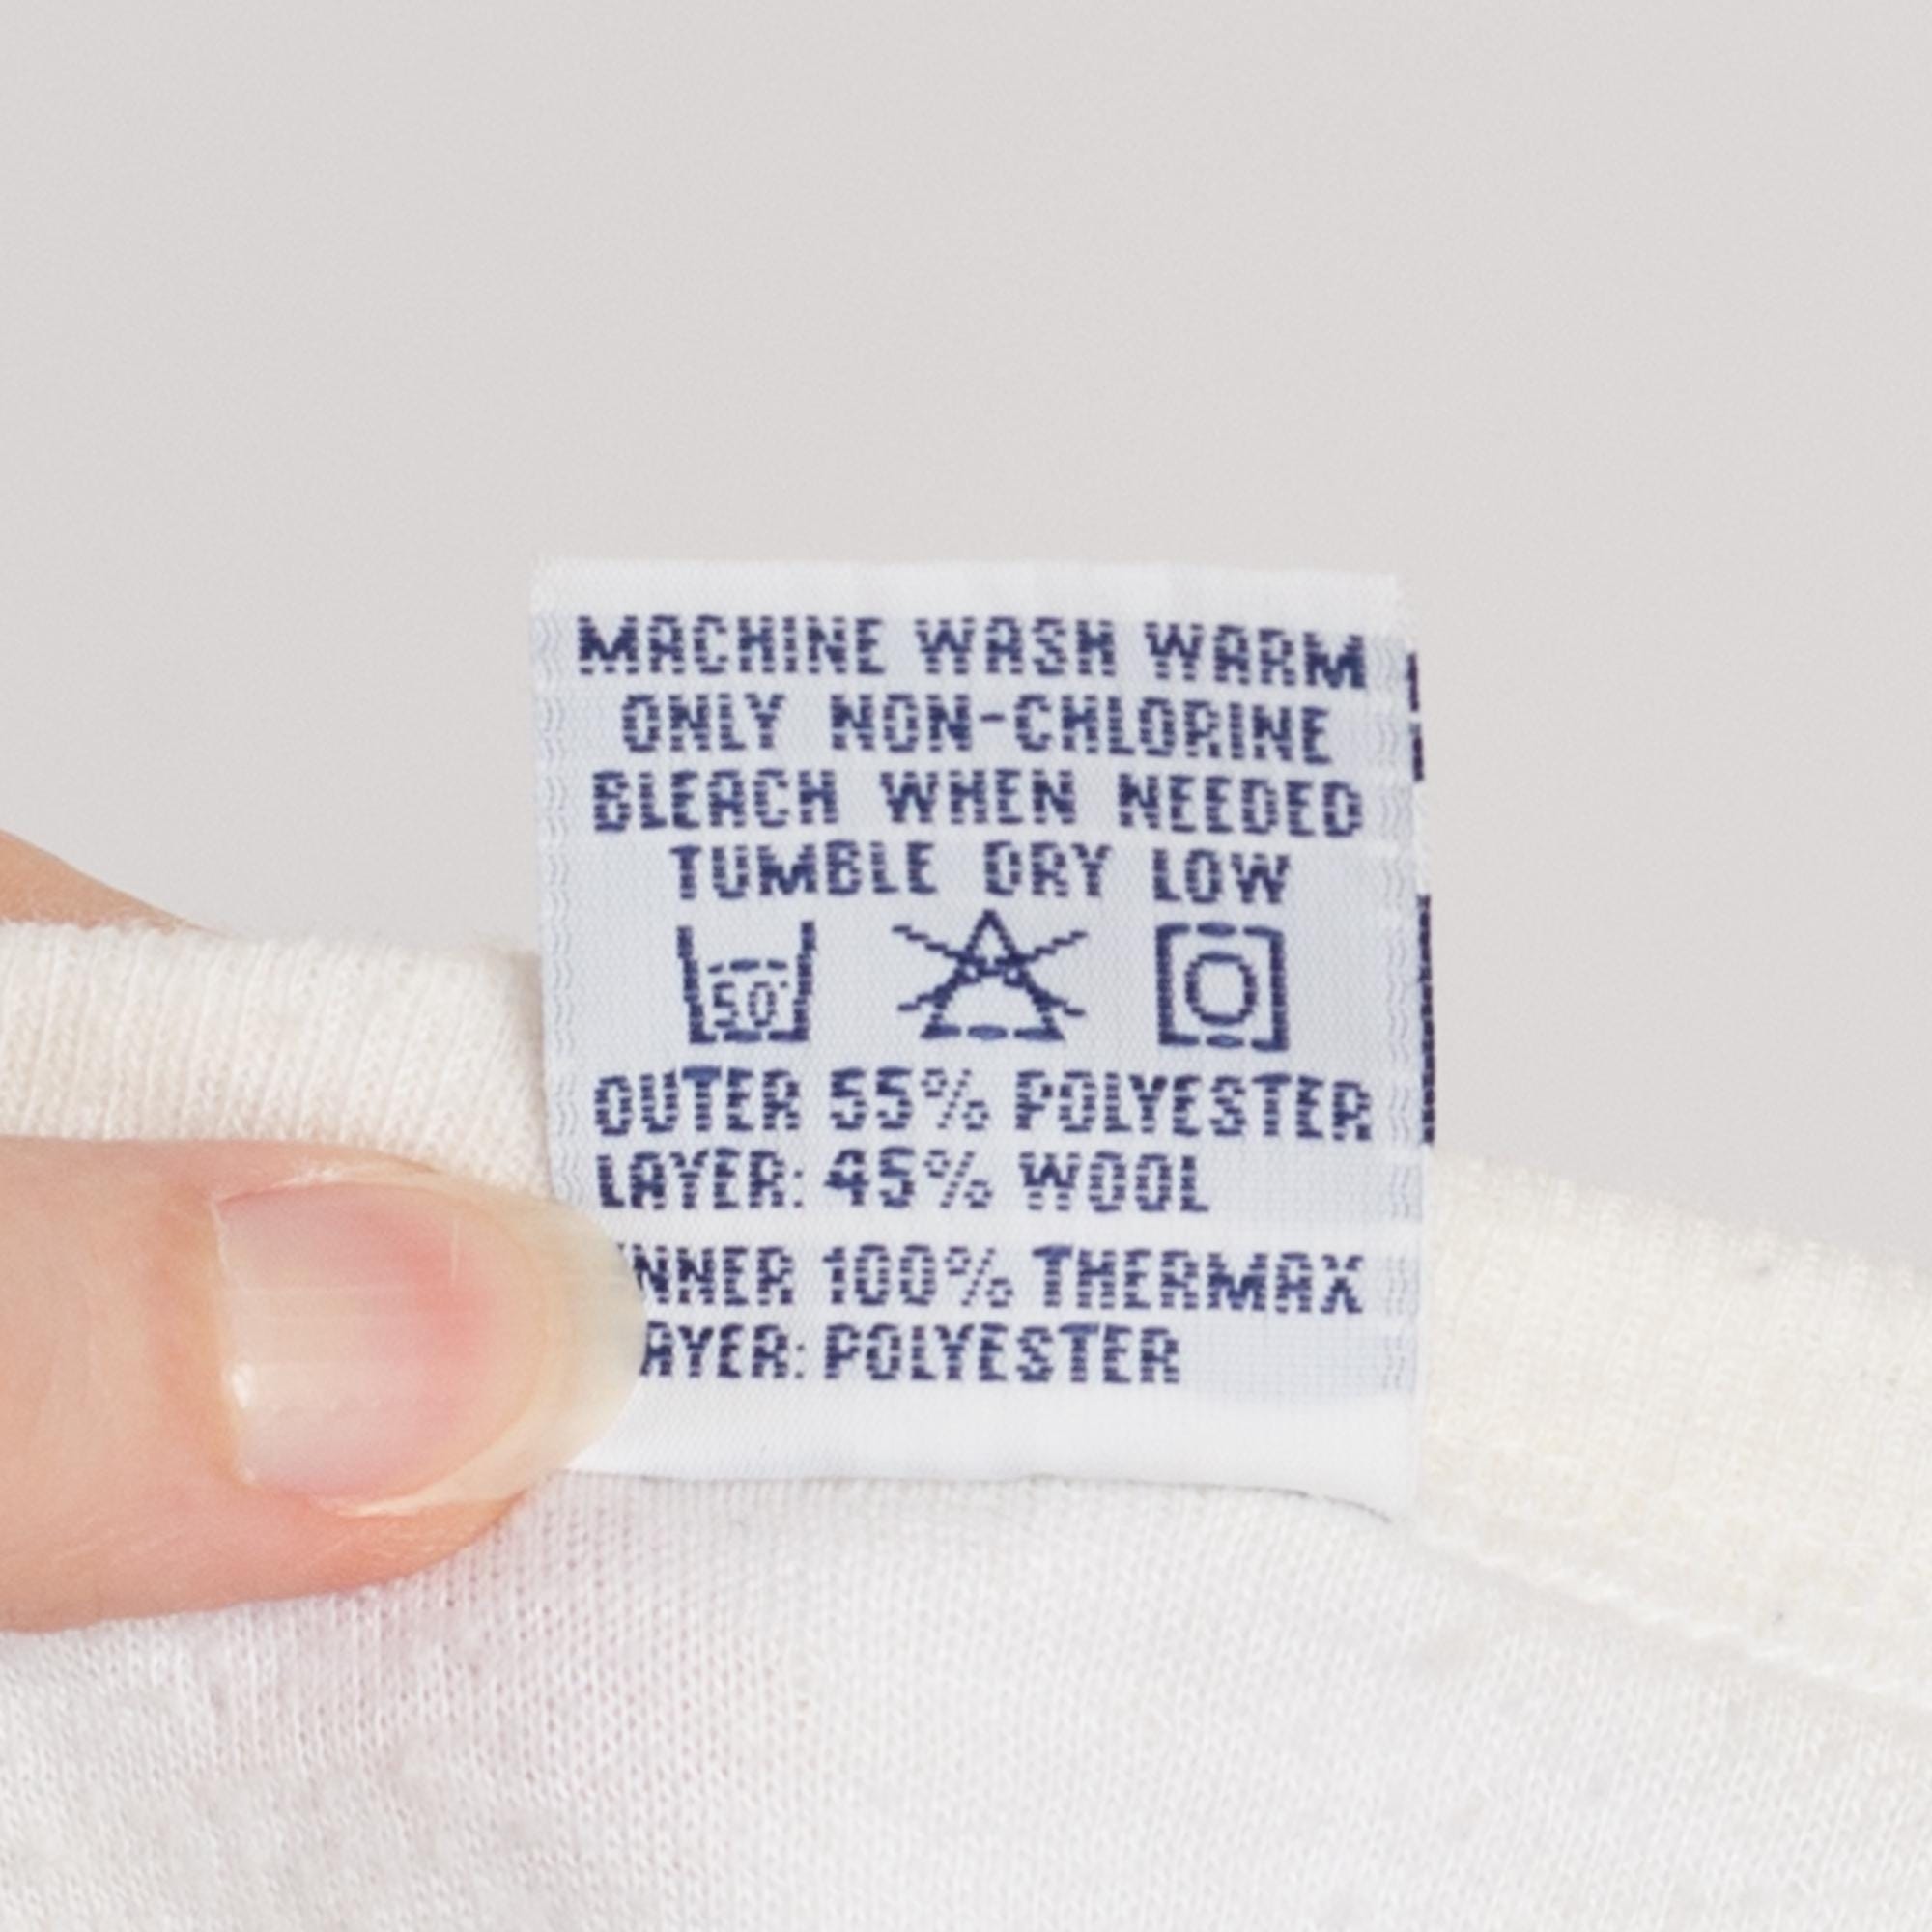 MACHINE WASH WARM
ONLY NON-CHLORINE
BLEACH WHEN NEEDED
TUMBLE DRY LOW
50°
OUTER 55% POLYESTER
LAYER: 45% WOOL
NNER 100% THERMAX
AYER: POLYESTER